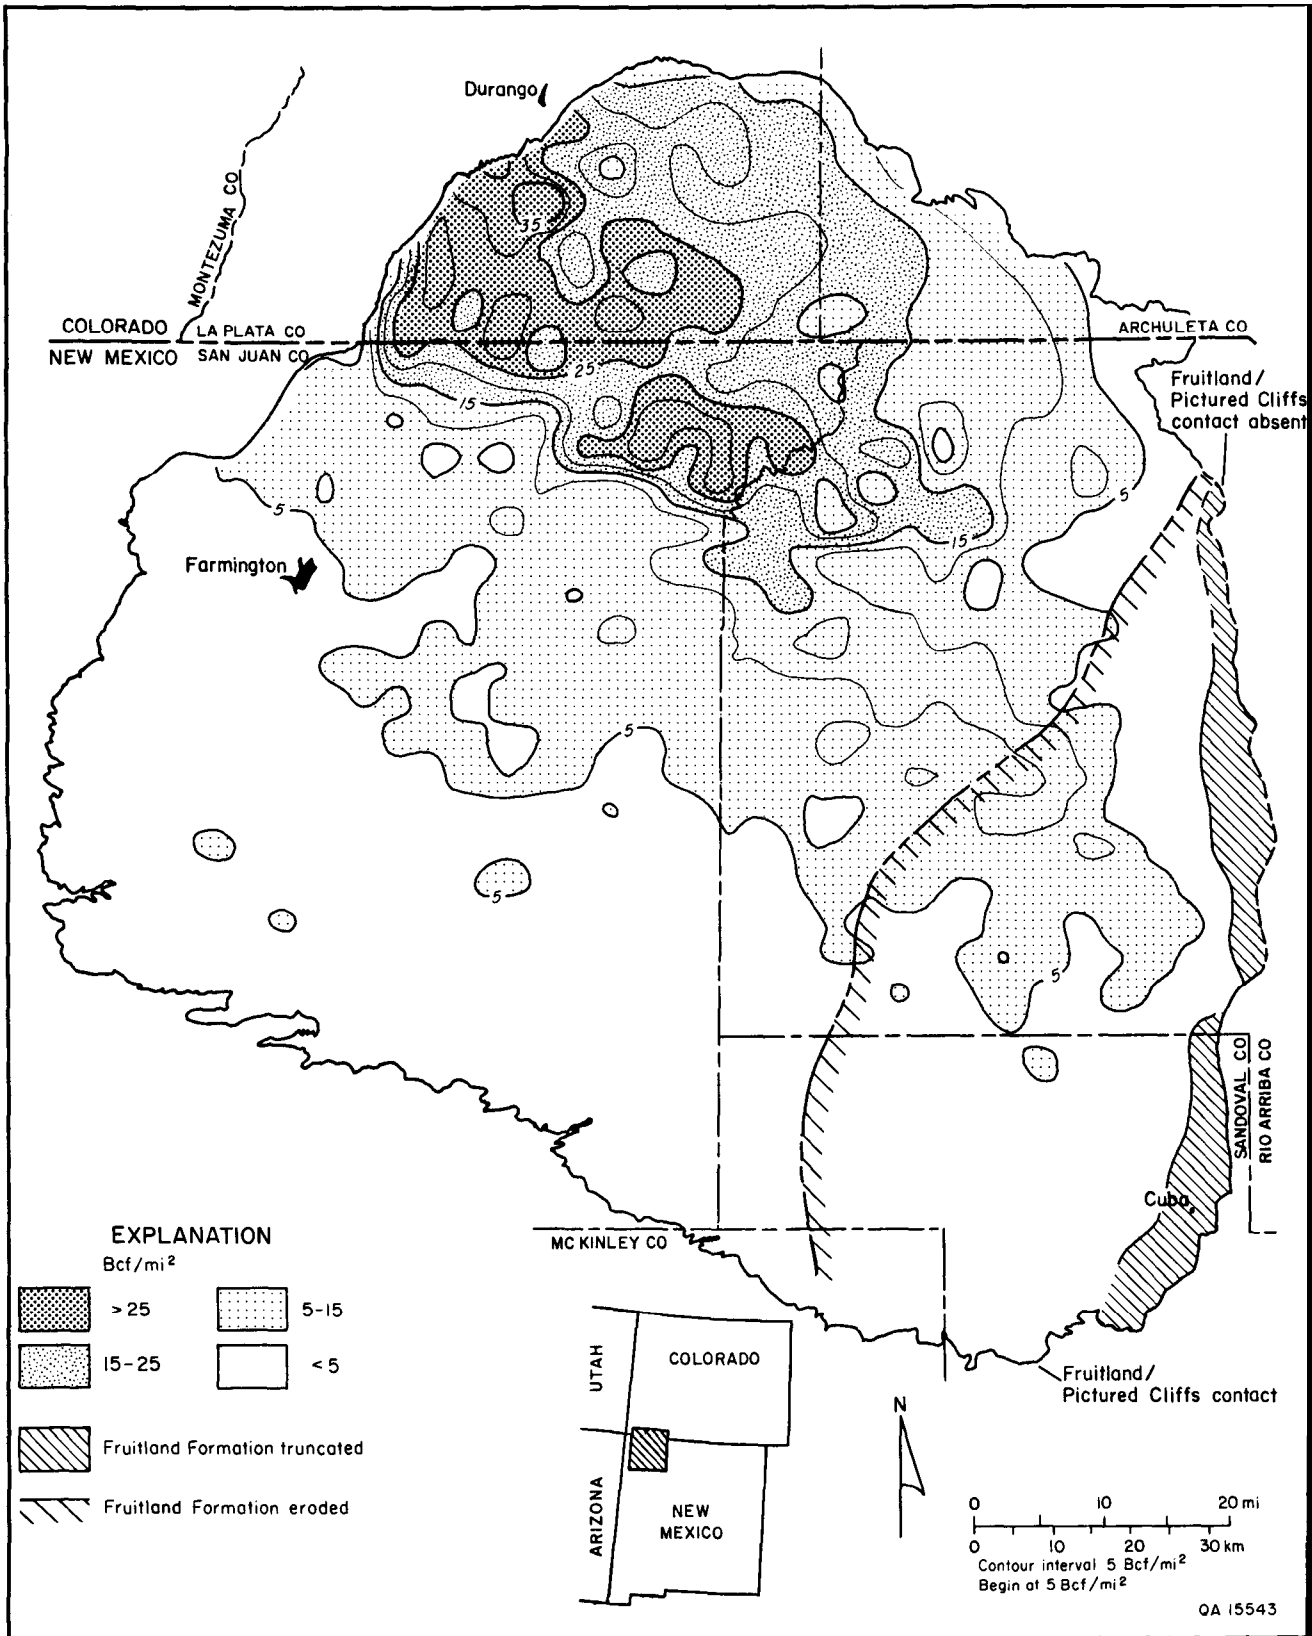 Durango
MONTEZUMA CO
35
COLORADO
LA PLATA CO
ARCHULETA CO
NEW MEXICO
SAN JUAN CO
Fruitland/
Pictured Cliffs
contact absent
25
15
5
5
15
Farmington
5
5
5
SANDOVAL CO
RIO ARRIBA CO
Cuba
MC KINLEY CO
EXPLANATION
Bcf/mi²
>25
5-15
15-25
<5
Fruitland Formation truncated
Fruitland Formation eroded
UTAH
COLORADO
ARIZONA
NEW
MEXICO
Fruitland/
Pictured Cliffs contact
N
0 10 20 mi
0 10 20 30 km
Contour interval 5 Bcf/mi²
Begin at 5 Bcf/mi²
QA 15543